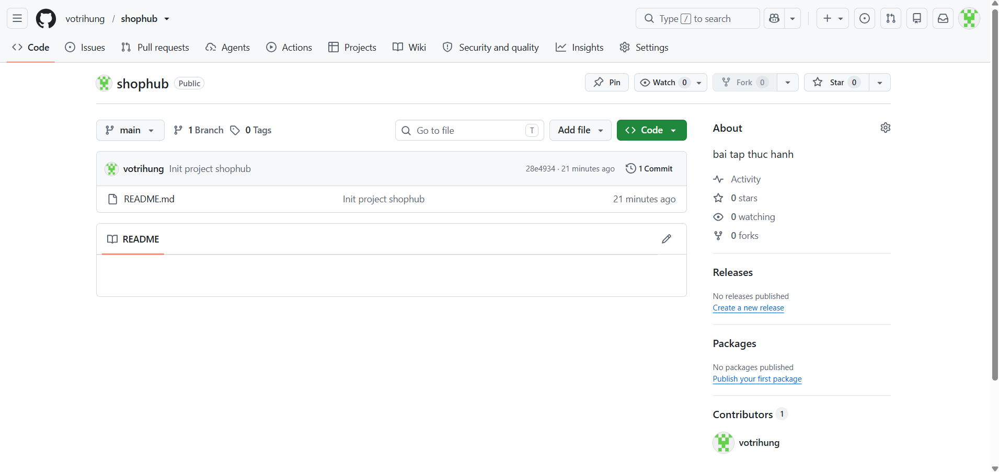 votrihung / shophub
Type / to search
Code
Issues
Pull requests
Agents
Actions
Projects
Wiki
Security and quality
Insights
Settings
shophub Public
Pin
Watch 0
Fork 0
Star 0
main
1 Branch
0 Tags
Go to file T
Add file
Code
votrihung Init project shophub 28e4934 · 21 minutes ago 1 Commit
README.md Init project shophub 21 minutes ago
README
About
bai tap thuc hanh
Activity
0 stars
0 watching
0 forks
Releases
No releases published
Create a new release
Packages
No packages published
Publish your first package
Contributors 1
votrihung